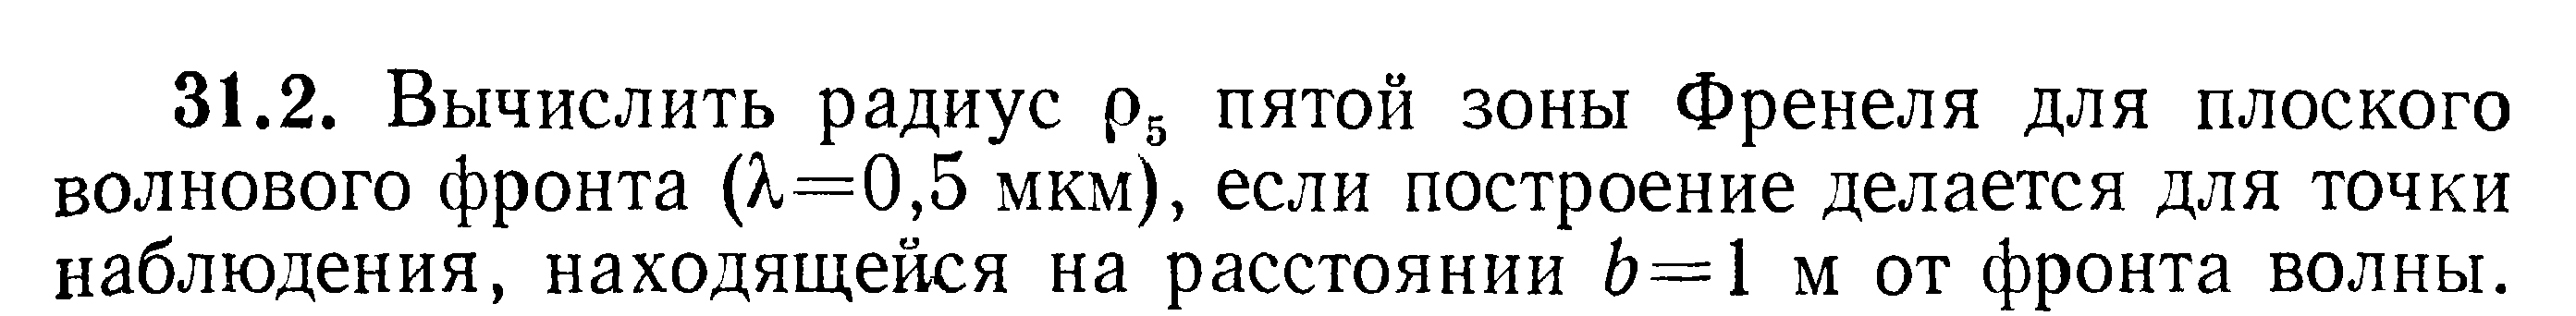 31.2. Вычислить радиус ρ₅ пятой зоны Френеля для плоского
волнового фронта (λ=0,5 мкм), если построение делается для точки
наблюдения, находящейся на расстоянии b=1 м от фронта волны.